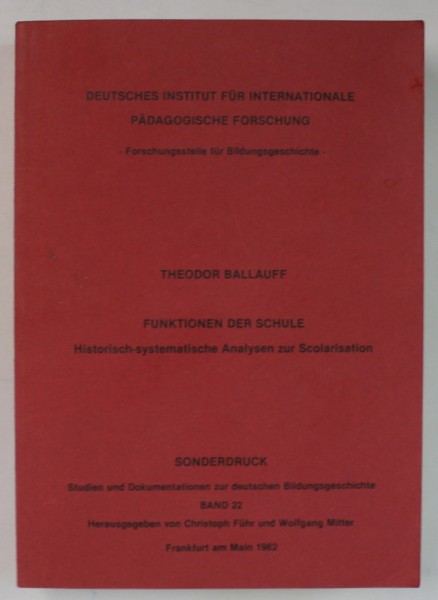 DEUTSCHES INSTITUT FÜR INTERNATIONALE
PÄDAGOGISCHE FORSCHUNG
- Forschungsstelle für Bildungsgeschichte -
THEODOR BALLAUFF
FUNKTIONEN DER SCHULE
Historisch-systematische Analysen zur Scolarisation
SONDERDRUCK
Studien und Dokumentationen zur deutschen Bildungsgeschichte
BAND 22
Herausgegeben von Christoph Führ und Wolfgang Mitter
Frankfurt am Main 1982